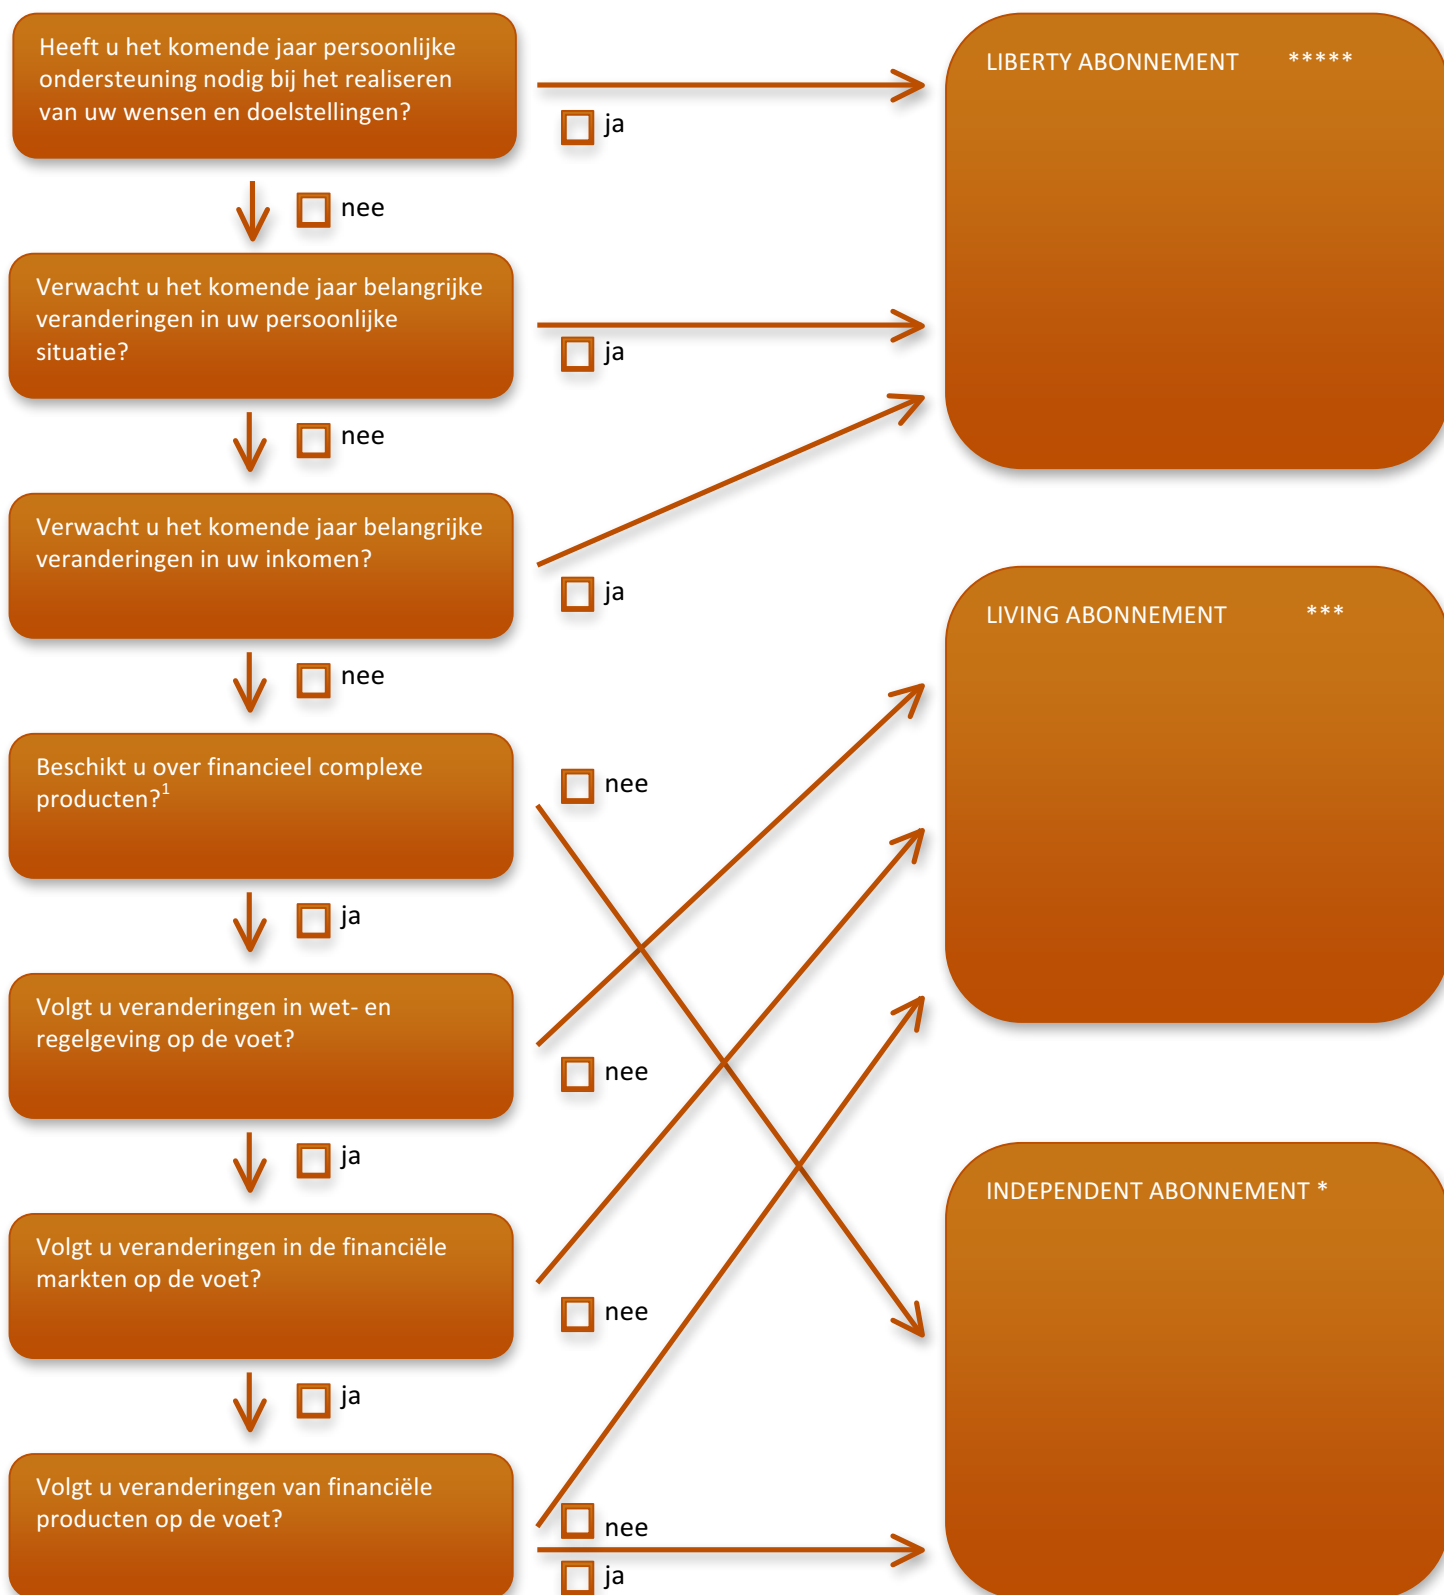 Heeft u het komende jaar persoonlijke
ondersteuning nodig bij het realiseren
van uw wensen en doelstellingen?
ja
LIBERTY ABONNEMENT *****
nee
Verwacht u het komende jaar belangrijke
veranderingen in uw persoonlijke
situatie?
ja
nee
Verwacht u het komende jaar belangrijke
veranderingen in uw inkomen?
ja
LIVING ABONNEMENT ***
nee
Beschikt u over financieel complexe
producten?¹
nee
ja
Volgt u veranderingen in wet- en
regelgeving op de voet?
nee
ja
INDEPENDENT ABONNEMENT *
Volgt u veranderingen in de financiële
markten op de voet?
nee
ja
Volgt u veranderingen van financiële
producten op de voet?
nee
ja